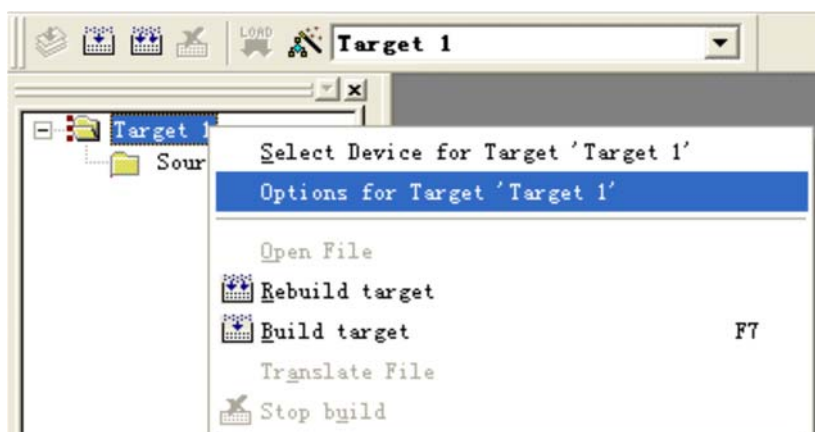 LOAD
Target 1
Target 1
Sour
Select Device for Target 'Target 1'
Options for Target 'Target 1'
Open File
Rebuild target
Build target F7
Translate File
Stop build